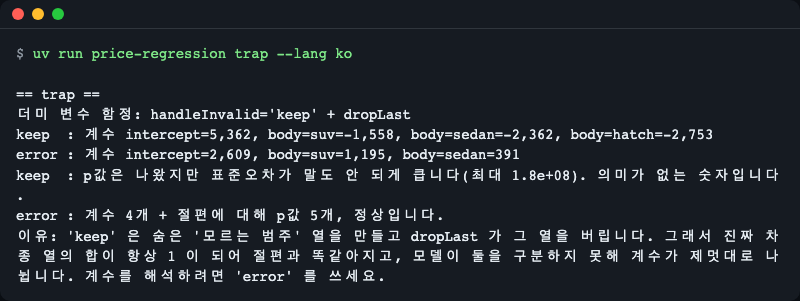 $ uv run price-regression trap --lang ko
== trap ==
더미 변수 함정: handleInvalid='keep' + dropLast
keep  : 계수 intercept=5,362, body=suv=-1,558, body=sedan=-2,362, body=hatch=-2,753
error : 계수 intercept=2,609, body=suv=1,195, body=sedan=391
keep  : p값은 나왔지만 표준오차가 말도 안 되게 큽니다(최대 1.8e+08). 의미가 없는 숫자입니다
.
error : 계수 4개 + 절편에 대해 p값 5개, 정상입니다.
이유: 'keep' 은 숨은 '모르는 범주' 열을 만들고 dropLast 가 그 열을 버립니다. 그래서 진짜 차
종 열의 합이 항상 1 이 되어 절편과 똑같아지고, 모델이 둘을 구분하지 못해 계수가 제멋대로 나
뉩니다. 계수를 해석하려면 'error' 를 쓰세요.